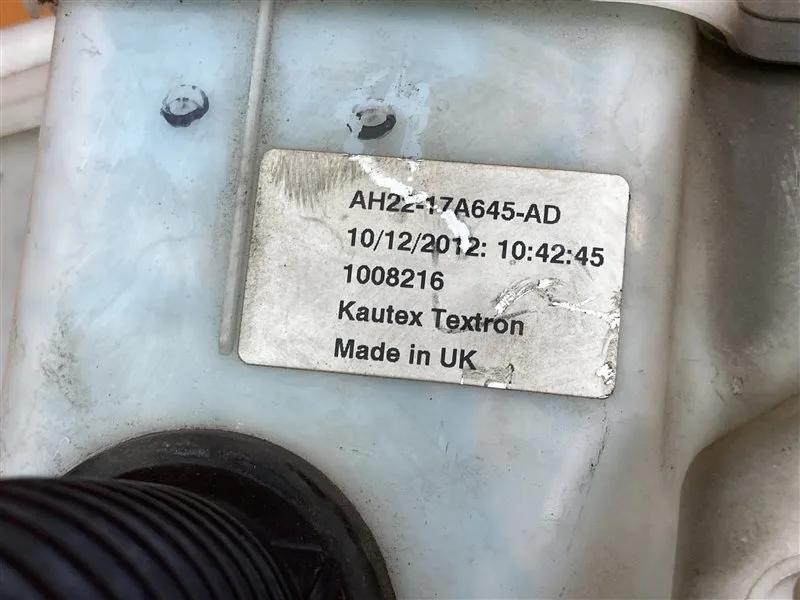 AH22-17A645-AD
10/12/2012: 10:42:45
1008216
Kautex Textron
Made in UK